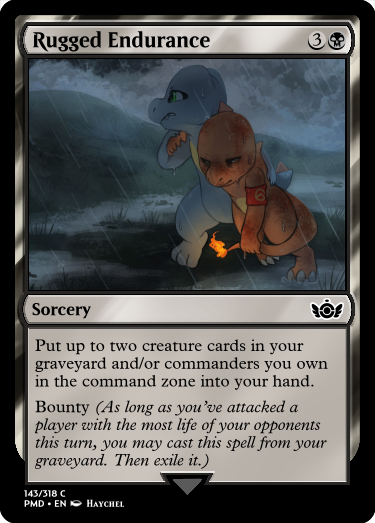 Rugged Endurance 3
Sorcery
Put up to two creature cards in your
graveyard and/or commanders you own
in the command zone into your hand.
Bounty (As long as you've attacked a
player with the most life of your opponents
this turn, you may cast this spell from your
graveyard. Then exile it.)
143/318 C
PMD • EN HAYCHEL